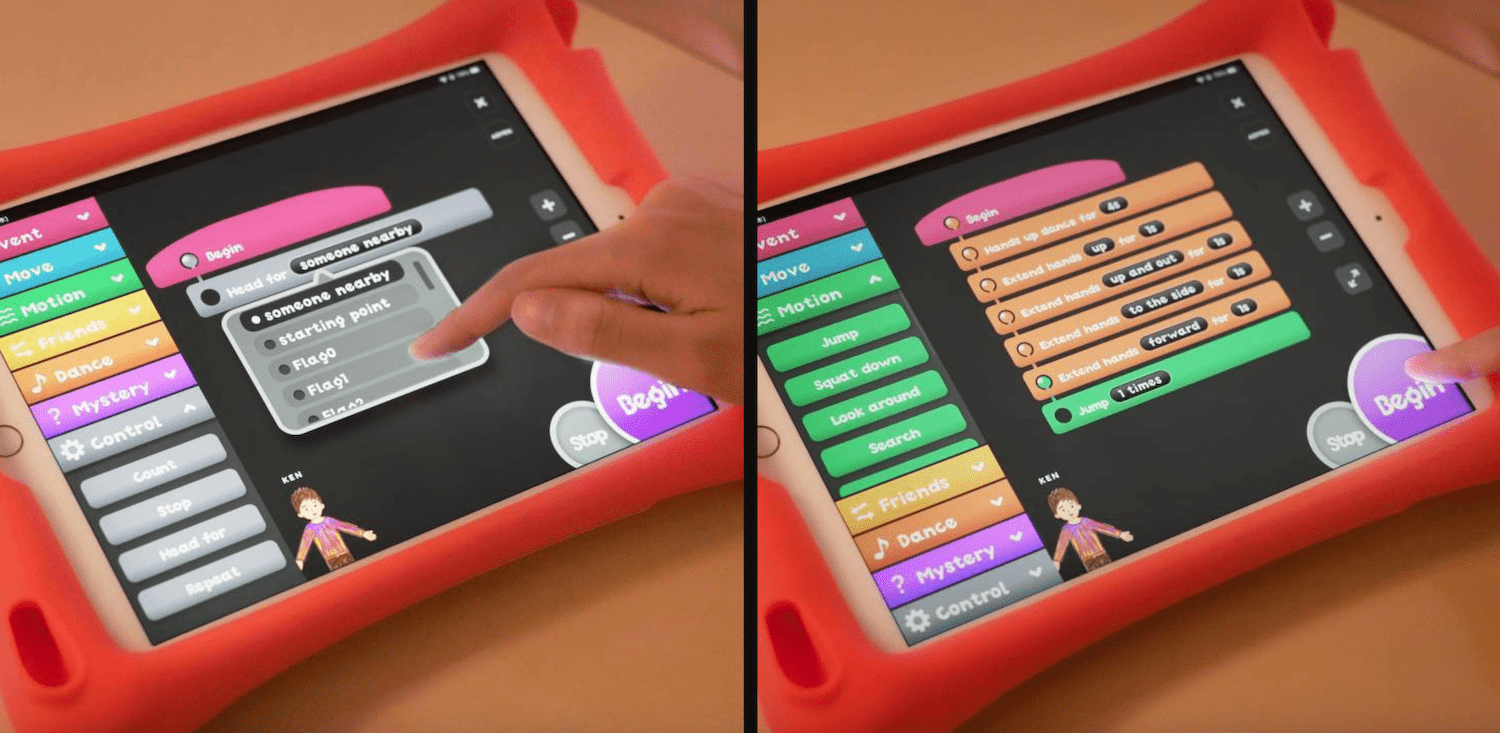 vent
Move
Motion
Friends
Dance
Mystery
Control
Count
Stop
Head for
Repeat
Begin
Head for someone nearby
someone nearby
starting point
Flag0
Flag1
Flag2
KEN
Stop
Begin
vent
Move
Motion
Jump
Squat down
Look around
Search
Friends
Dance
Mystery
Control
Begin
Hands up dance for 4s
Extend hands up for 1s
Extend hands up and out for 1s
Extend hands to the side for 1s
Extend hands forward for 1s
Jump 1 times
KEN
Stop
Begin